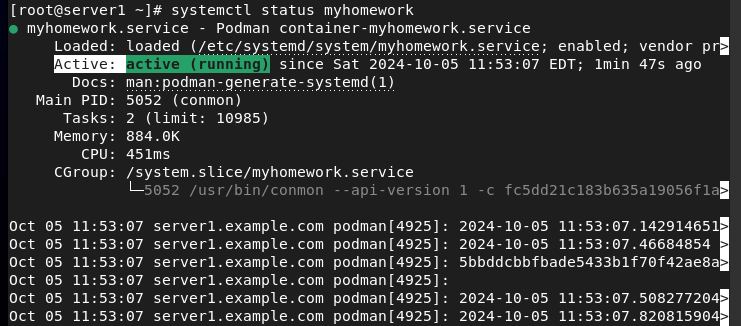 [root@server1 ~]# systemctl status myhomework
● myhomework.service - Podman container-myhomework.service
     Loaded: loaded (/etc/systemd/system/myhomework.service; enabled; vendor pr>
     Active: active (running) since Sat 2024-10-05 11:53:07 EDT; 1min 47s ago
       Docs: man:podman-generate-systemd(1)
   Main PID: 5052 (conmon)
      Tasks: 2 (limit: 10985)
     Memory: 884.0K
        CPU: 451ms
     CGroup: /system.slice/myhomework.service
             └─5052 /usr/bin/conmon --api-version 1 -c fc5dd21c183b635a19056f1a>
Oct 05 11:53:07 server1.example.com podman[4925]: 2024-10-05 11:53:07.142914651>
Oct 05 11:53:07 server1.example.com podman[4925]: 2024-10-05 11:53:07.46684854 >
Oct 05 11:53:07 server1.example.com podman[4925]: 5bbddcbbfbade5433b1f70f42ae8a>
Oct 05 11:53:07 server1.example.com podman[4925]:
Oct 05 11:53:07 server1.example.com podman[4925]: 2024-10-05 11:53:07.508277204>
Oct 05 11:53:07 server1.example.com podman[4925]: 2024-10-05 11:53:07.820815904>